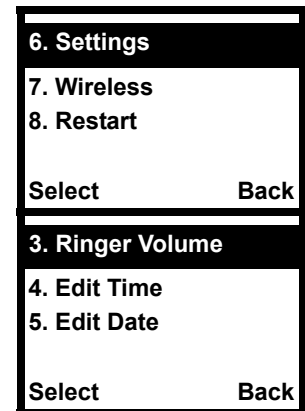 6. Settings
7. Wireless
8. Restart
Select Back
3. Ringer Volume
4. Edit Time
5. Edit Date
Select Back